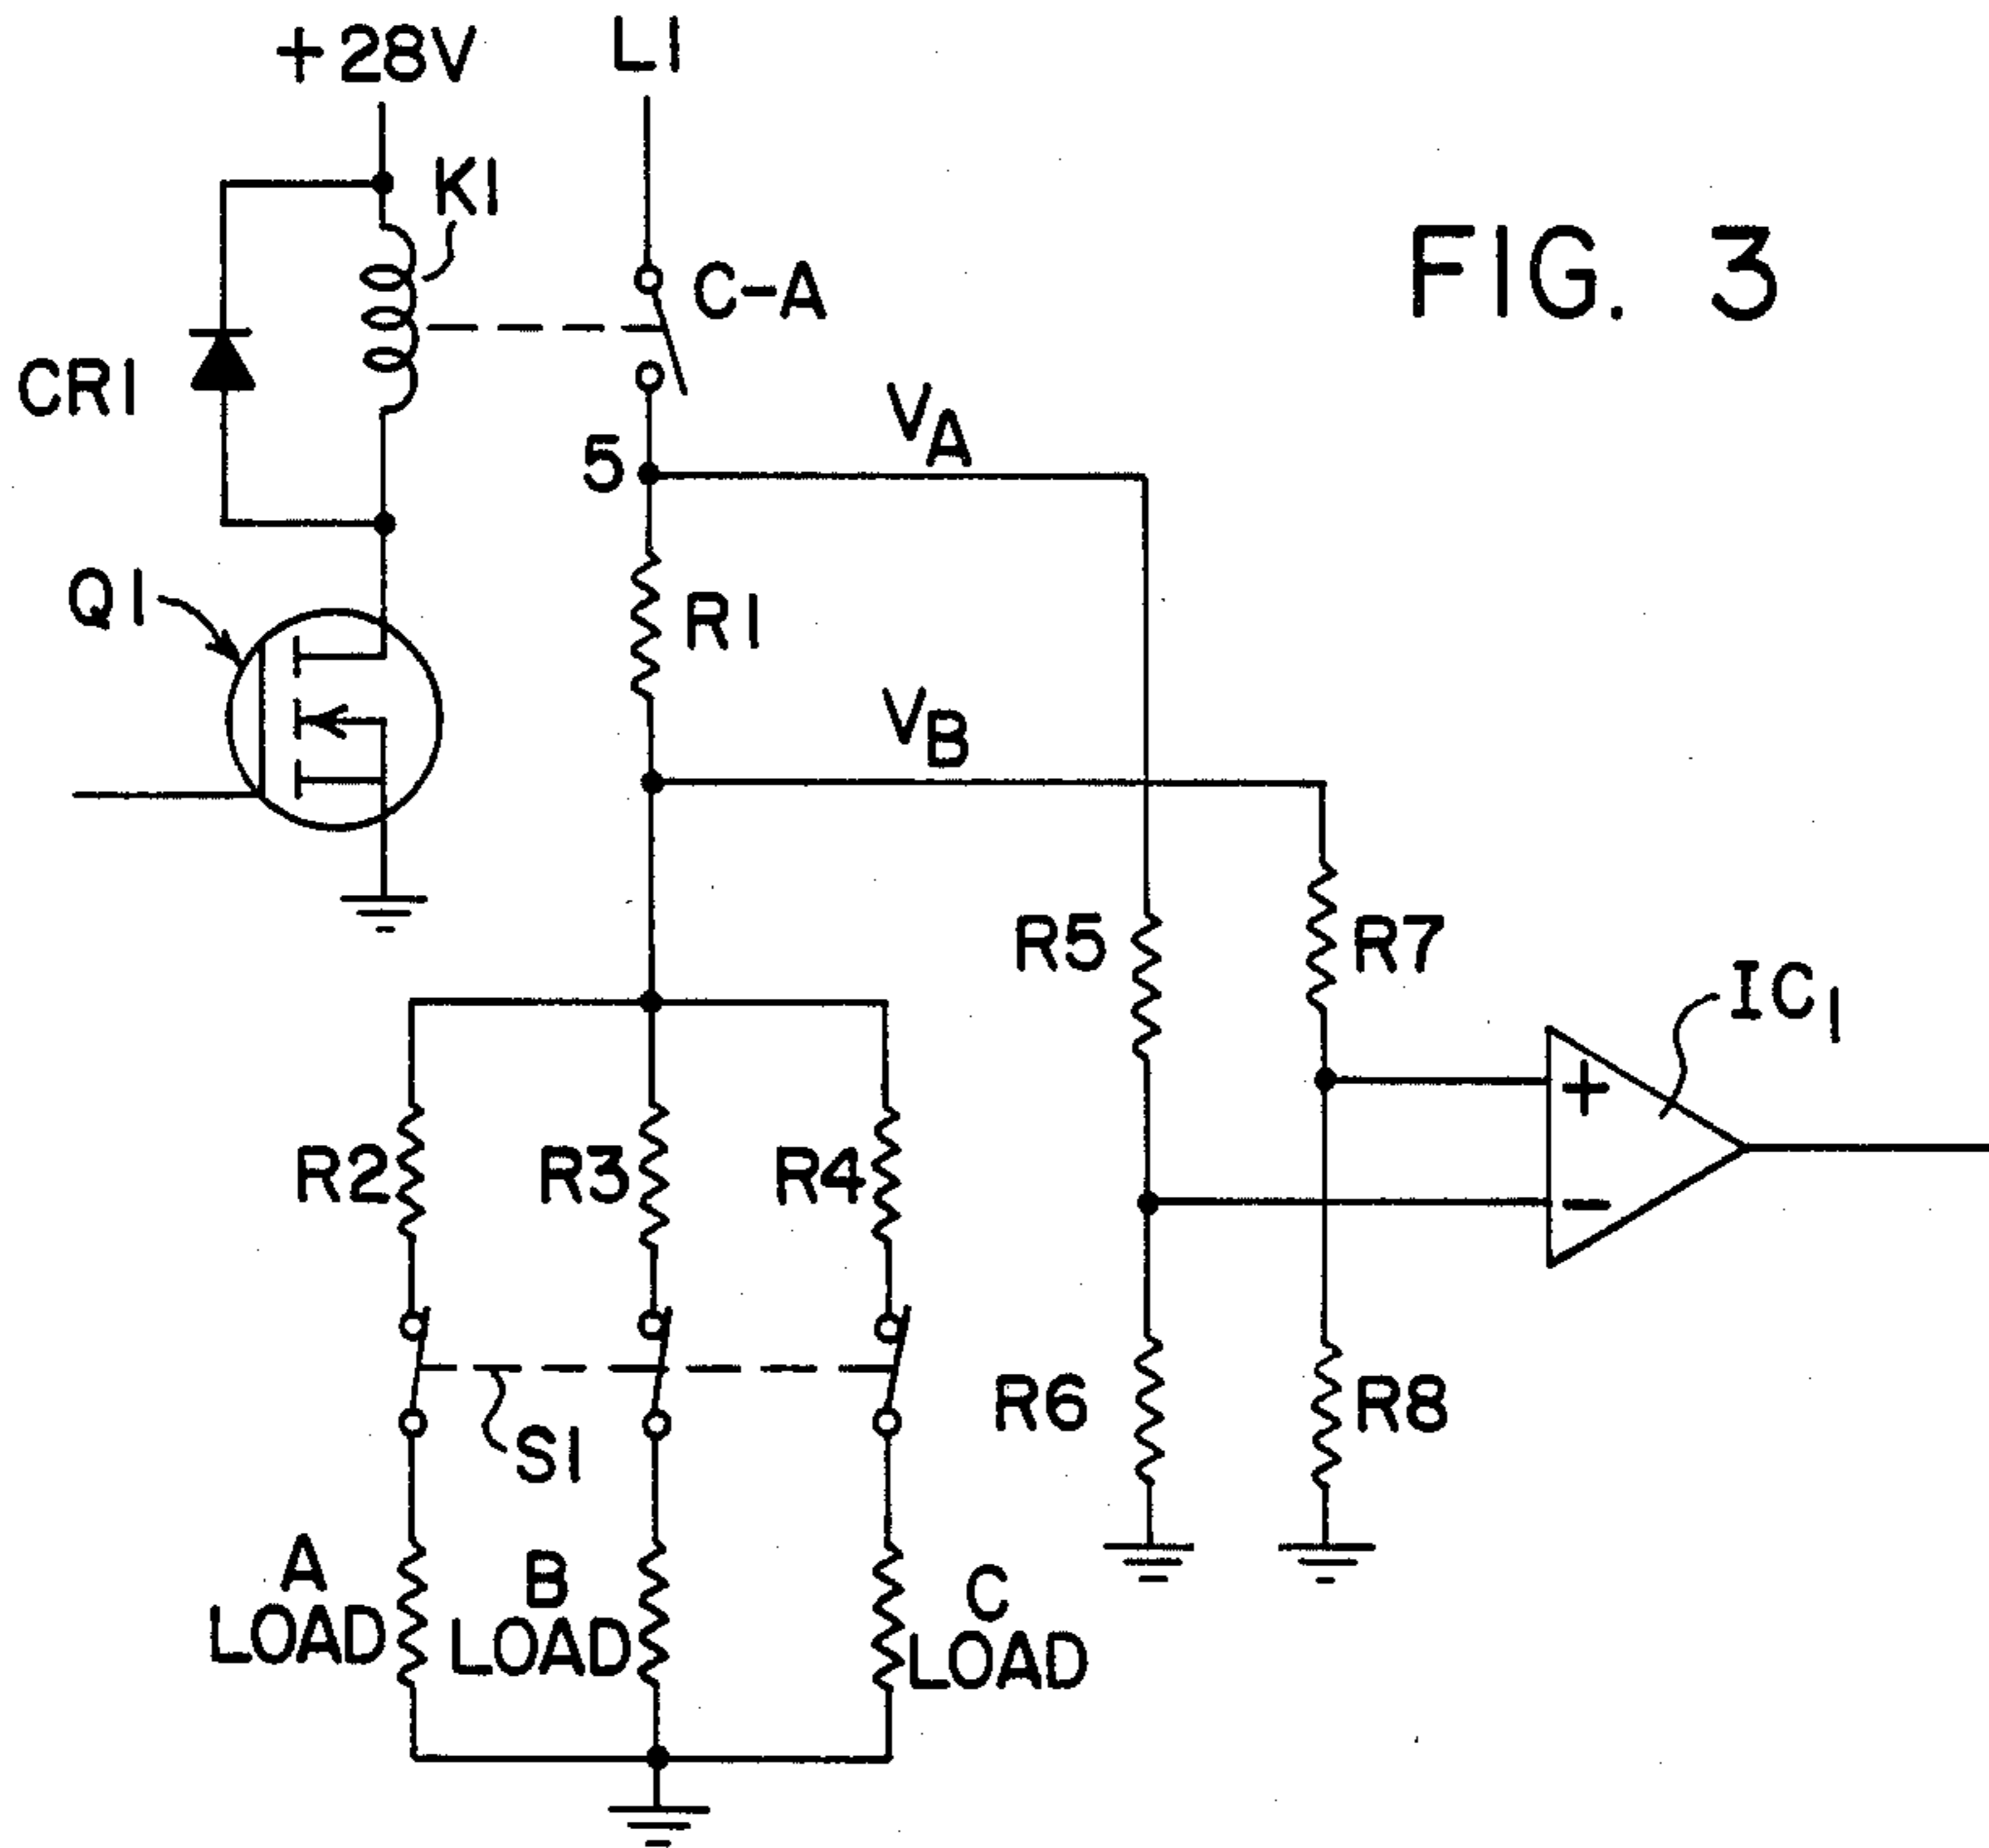 +28V
L1
K1
C-A
FIG. 3
CR1
VA
5
Q1
R1
VB
R5
R7
IC1
+
R2
R3
R4
-
R6
R8
S1
A
LOAD
B
LOAD
C
LOAD